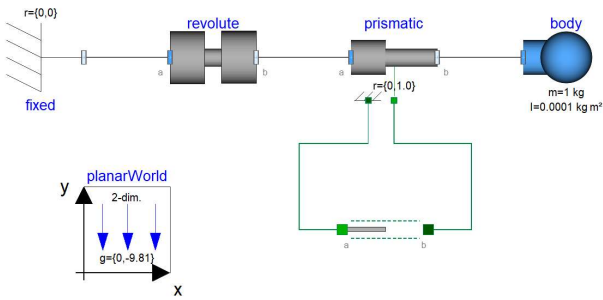 r={0,0}
revolute
prismatic
body
a
b
a
b
fixed
r={0,1.0}
m=1 kg
I=0.0001 kg m²
planarWorld
y
2-dim.
g={0,-9.81}
x
a
b